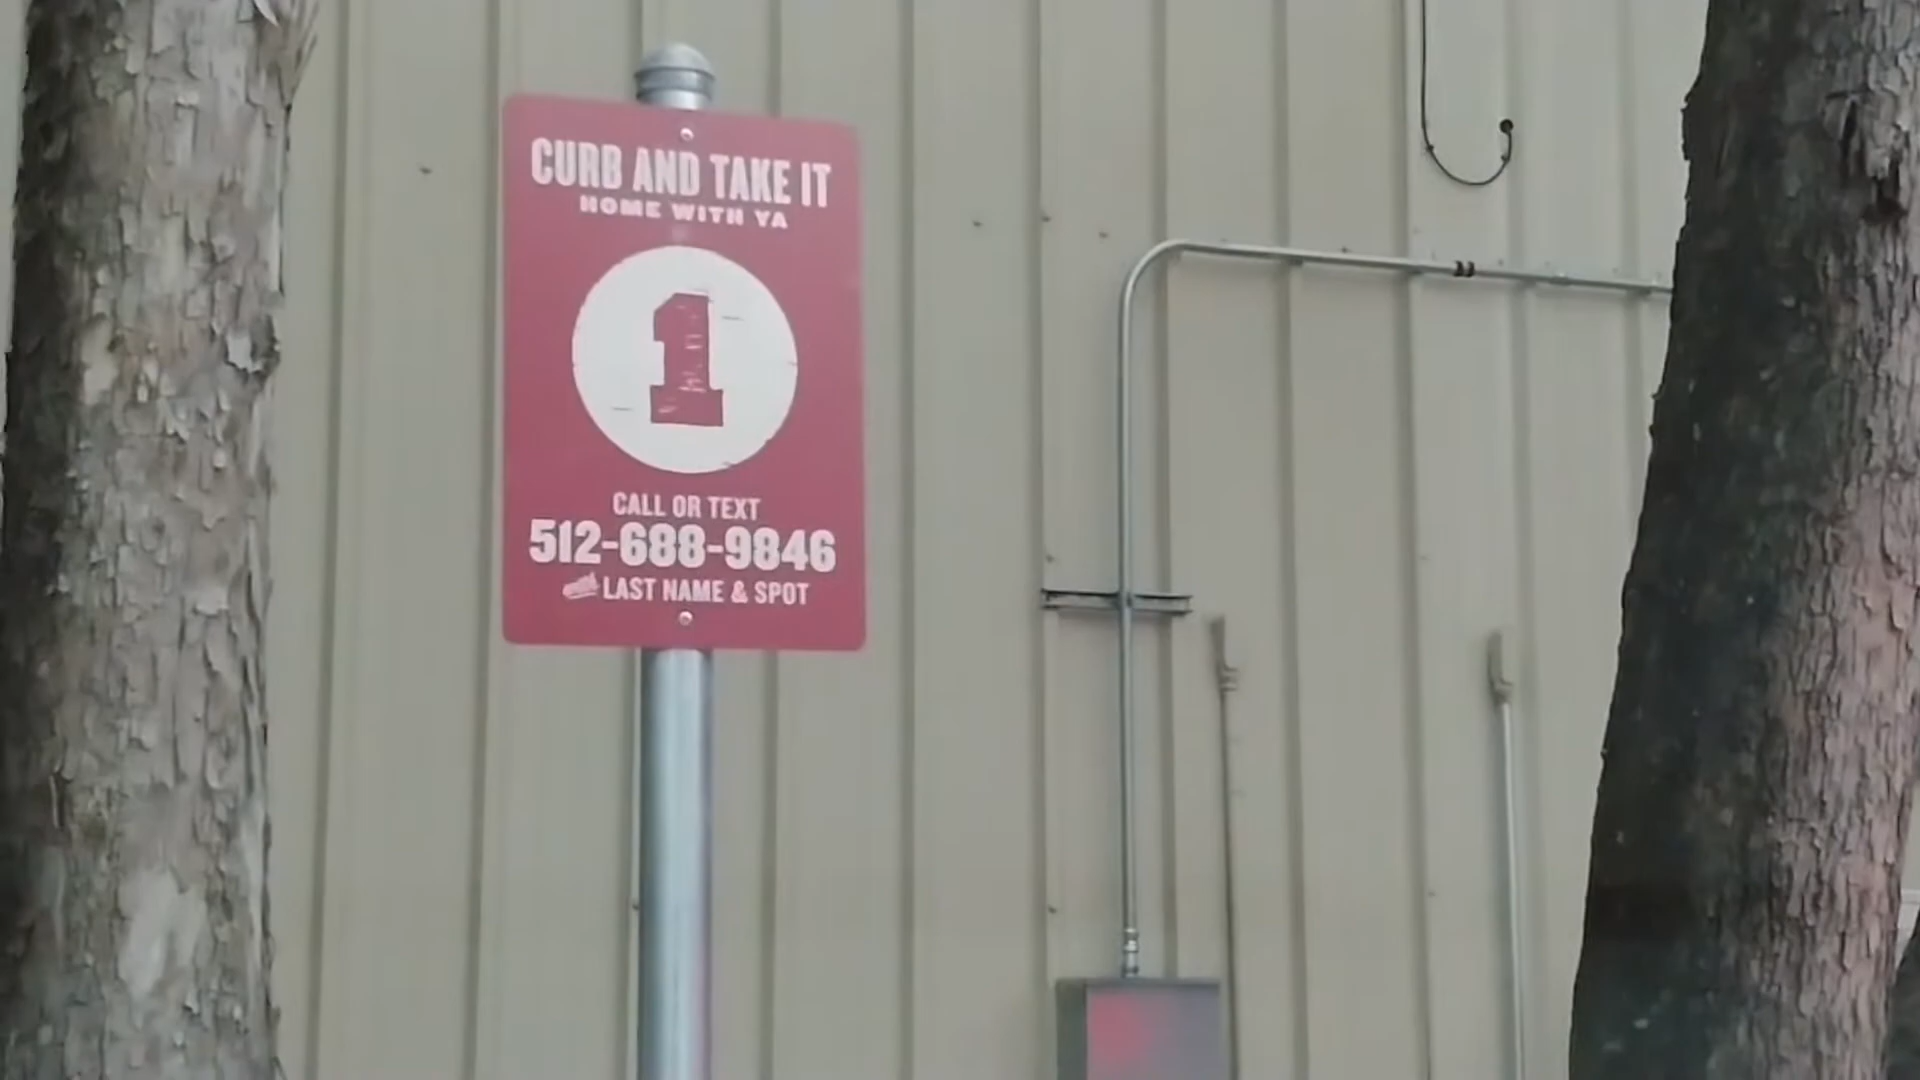 CURB AND TAKE IT
HOME WITH YA
1
CALL OR TEXT
512-688-9846
LAST NAME & SPOT